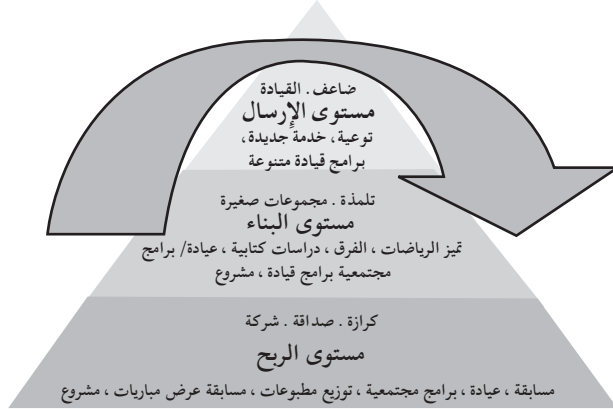 ضاعف . القيادة
مستوى الإرسال
توعية، خدمة جديدة،
برامج قيادة متنوعة
تلمذة . مجموعات صغيرة
مستوى البناء
تميز الرياضات ، الفرق ، دراسات كتابية ، عيادة/ برامج
مجتمعية برامج قيادة ، مشروع
كرازة . صداقة . شركة
مستوى الربح
مسابقة ، عيادة ، برامج مجتمعية ، توزيع مطبوعات ، مسابقة عرض مباريات ، مشروع